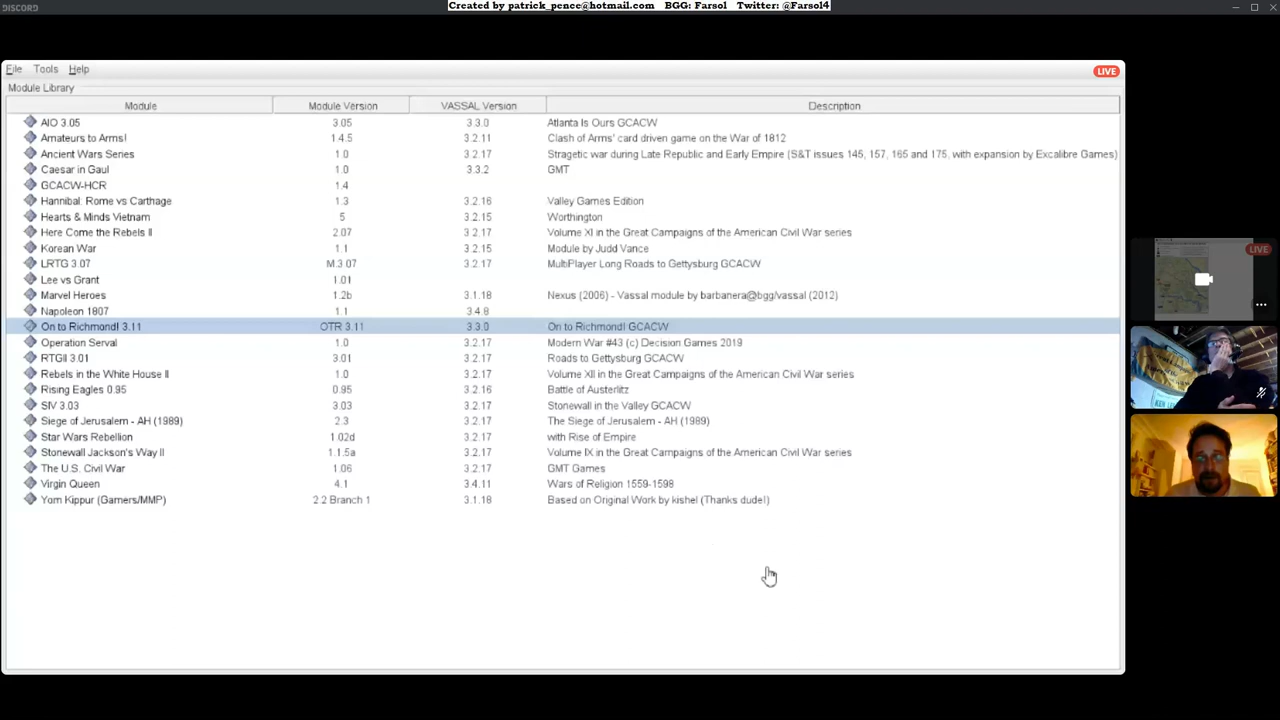 DISCORD
Created by patrick_pence@hotmail.com BGG: Farsol Twitter: @Farsol4
File Tools Help
LIVE
Module Library
Module Module Version VASSAL Version Description
AIO 3.05 3.05 3.3.0 Atlanta Is Ours GCACW
Amateurs to Arms! 1.4.5 3.2.11 Clash of Arms' card driven game on the War of 1812
Ancient Wars Series 1.0 3.2.17 Stragetic war during Late Republic and Early Empire (S&T issues 145, 157, 165 and 175, with expansion by Excalibre Games)
Caesar in Gaul 1.0 3.3.2 GMT
GCACW-HCR 1.4
Hannibal: Rome vs Carthage 1.3 3.2.16 Valley Games Edition
Hearts & Minds Vietnam 5 3.2.15 Worthington
Here Come the Rebels II 2.07 3.2.17 Volume XI in the Great Campaigns of the American Civil War series
Korean War 1.1 3.2.15 Module by Judd Vance
LRTG 3.07 M.3.07 3.2.17 MultiPlayer Long Roads to Gettysburg GCACW
Lee vs Grant 1.01
Marvel Heroes 1.2b 3.1.18 Nexus (2006) - Vassal module by barbanera@bgg/vassal (2012)
Napoleon 1807 1.1 3.4.8
On to Richmond! 3.11 OTR 3.11 3.3.0 On to Richmond! GCACW
Operation Serval 1.0 3.2.17 Modern War #43 (c) Decision Games 2019
RTGII 3.01 3.01 3.2.17 Roads to Gettysburg GCACW
Rebels in the White House II 1.0 3.2.17 Volume XII in the Great Campaigns of the American Civil War series
Rising Eagles 0.95 0.95 3.2.16 Battle of Austerlitz
SIV 3.03 3.03 3.2.17 Stonewall in the Valley GCACW
Siege of Jerusalem - AH (1989) 2.3 3.2.17 The Siege of Jerusalem - AH (1989)
Star Wars Rebellion 1.02d 3.2.17 with Rise of Empire
Stonewall Jackson's Way II 1.1.5a 3.2.17 Volume IX in the Great Campaigns of the American Civil War series
The U.S. Civil War 1.06 3.2.17 GMT Games
Virgin Queen 4.1 3.4.11 Wars of Religion 1559-1598
Yom Kippur (Gamers/MMP) 2.2 Branch 1 3.1.18 Based on Original Work by kishel (Thanks dude!)
LIVE